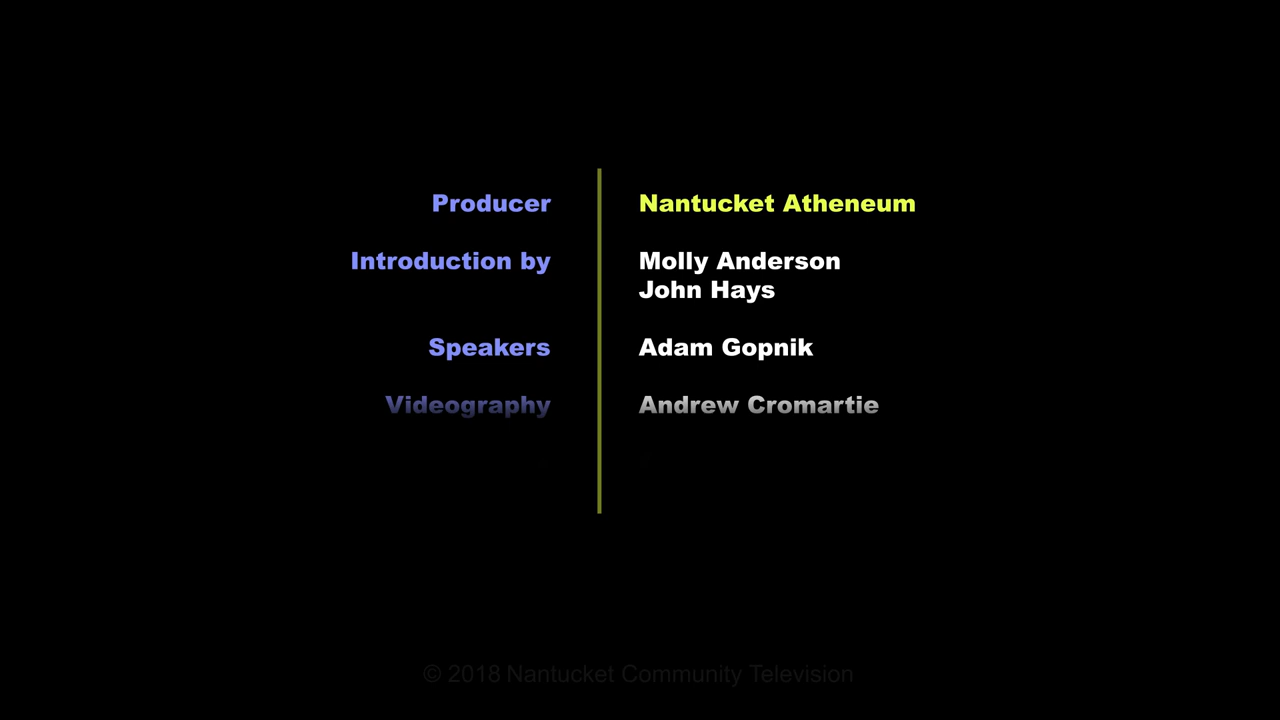 Producer Nantucket Atheneum
Introduction by Molly Anderson
John Hays
Speakers Adam Gopnik
Videography Andrew Cromartie
© 2018 Nantucket Community Television